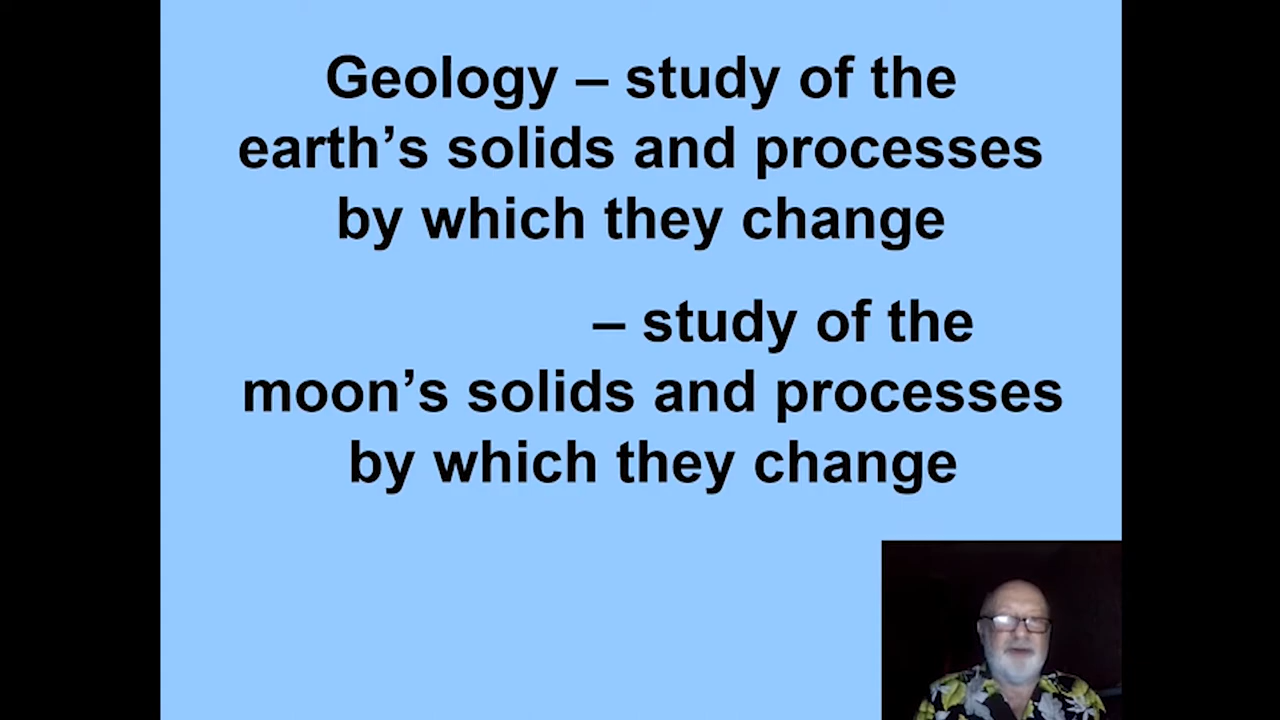 Geology – study of the
earth’s solids and processes
by which they change
– study of the
moon’s solids and processes
by which they change